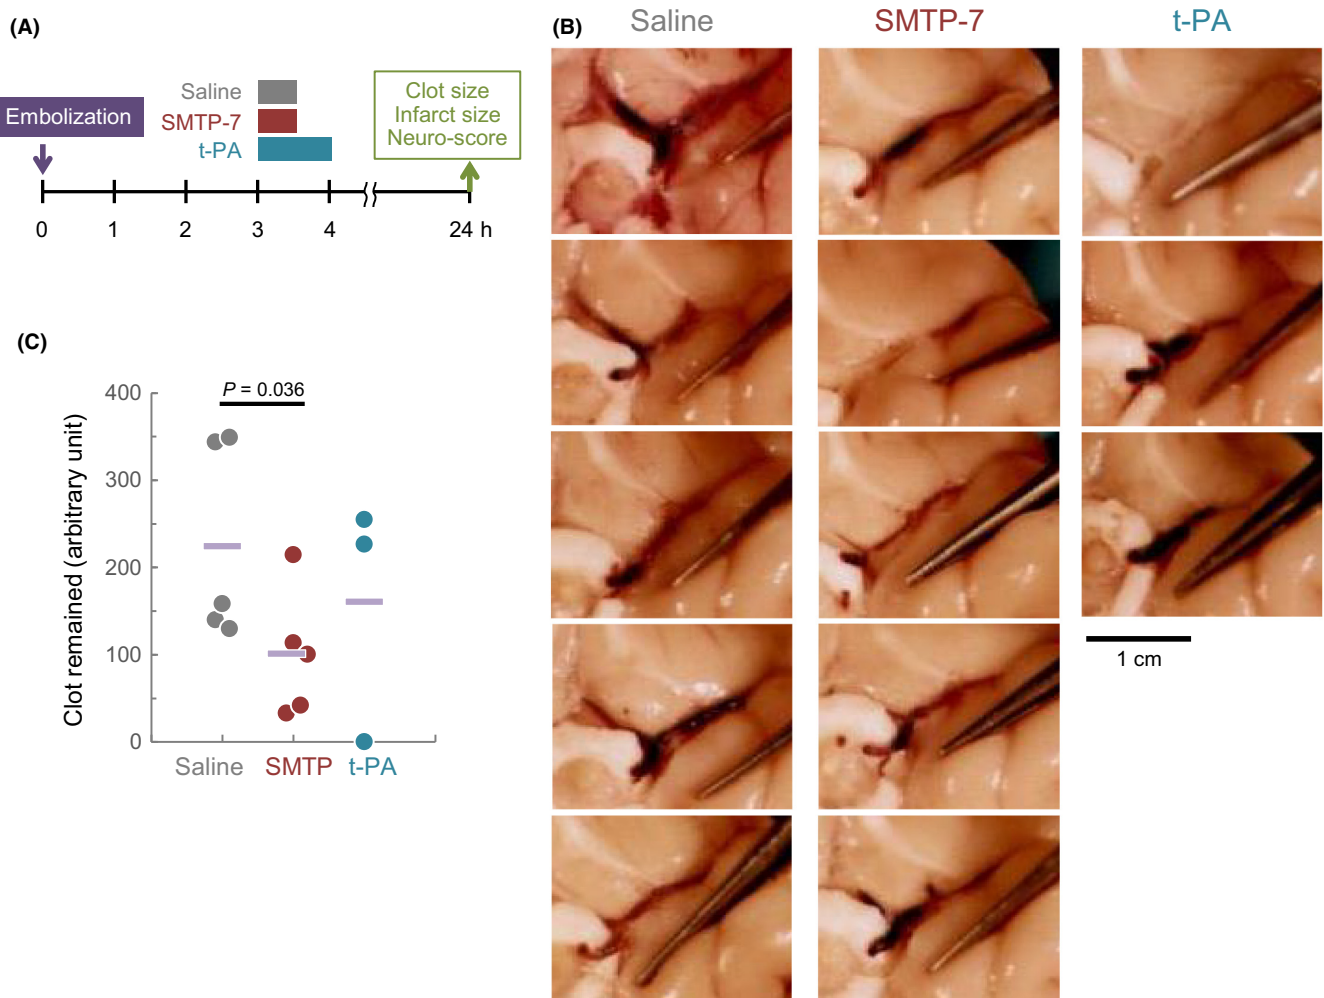 (A)
Embolization
Saline
SMTP-7
t-PA
Clot size
Infarct size
Neuro-score
0 1 2 3 4 24 h
(B)
Saline SMTP-7 t-PA
1 cm
(C)
P = 0.036
Clot remained (arbitrary unit)
400
300
200
100
0
Saline SMTP t-PA